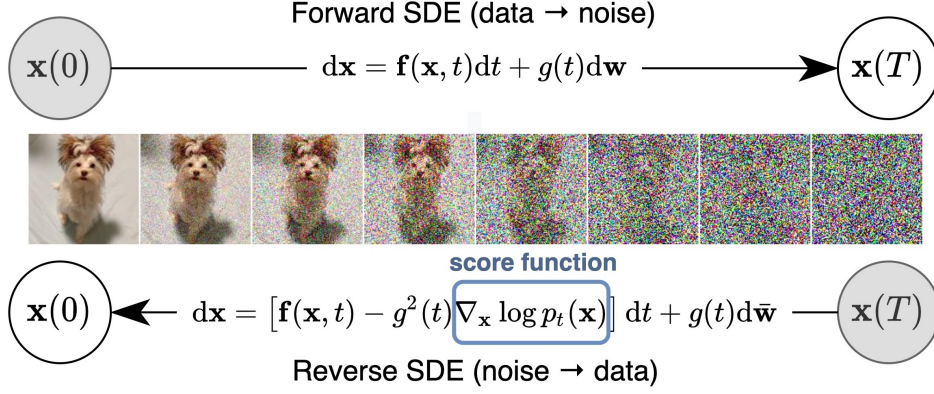 Forward SDE (data → noise)
x(0) dx = f(x, t)dt + g(t)dw x(T)
score function
x(0) dx = [f(x, t) − g²(t)∇ₓ log pₜ(x)] dt + g(t)dw̄ x(T)
Reverse SDE (noise → data)